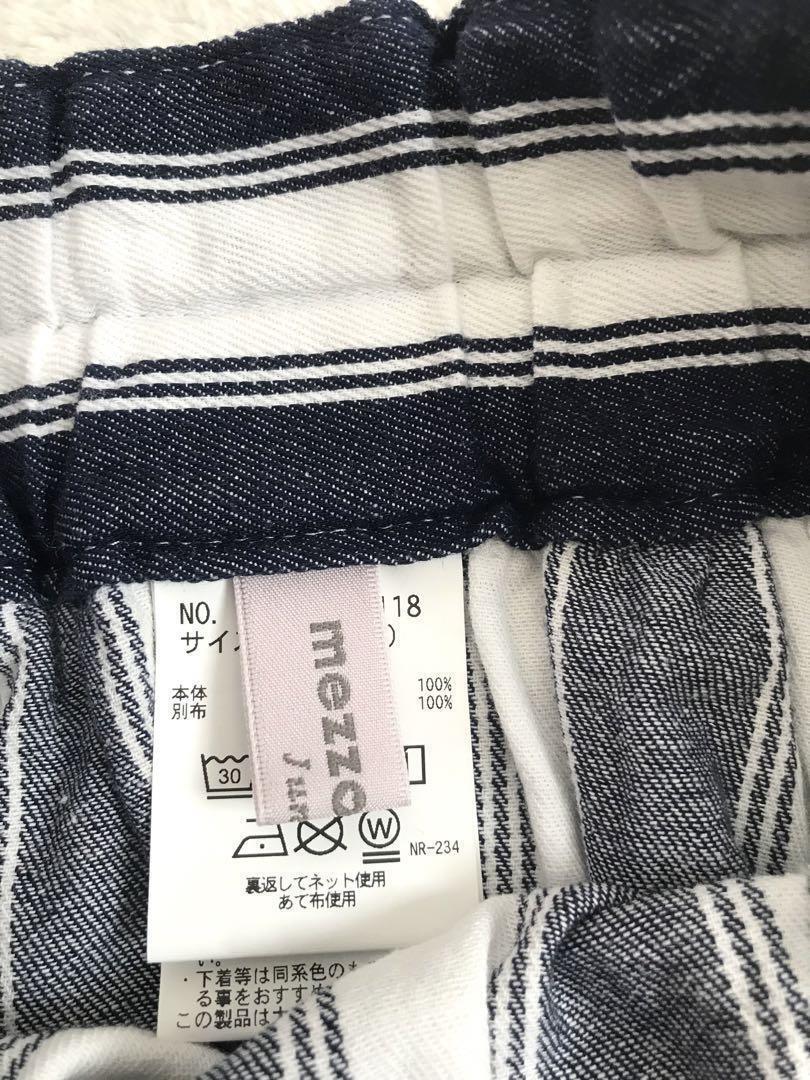 NO. 118
サイ )
本体 100%
別布 100%
mezzo
Jun
30
W NR-234
裏返してネット使用
あて布使用
い。
・下着等は同系色の
る事をおすす
この製品は